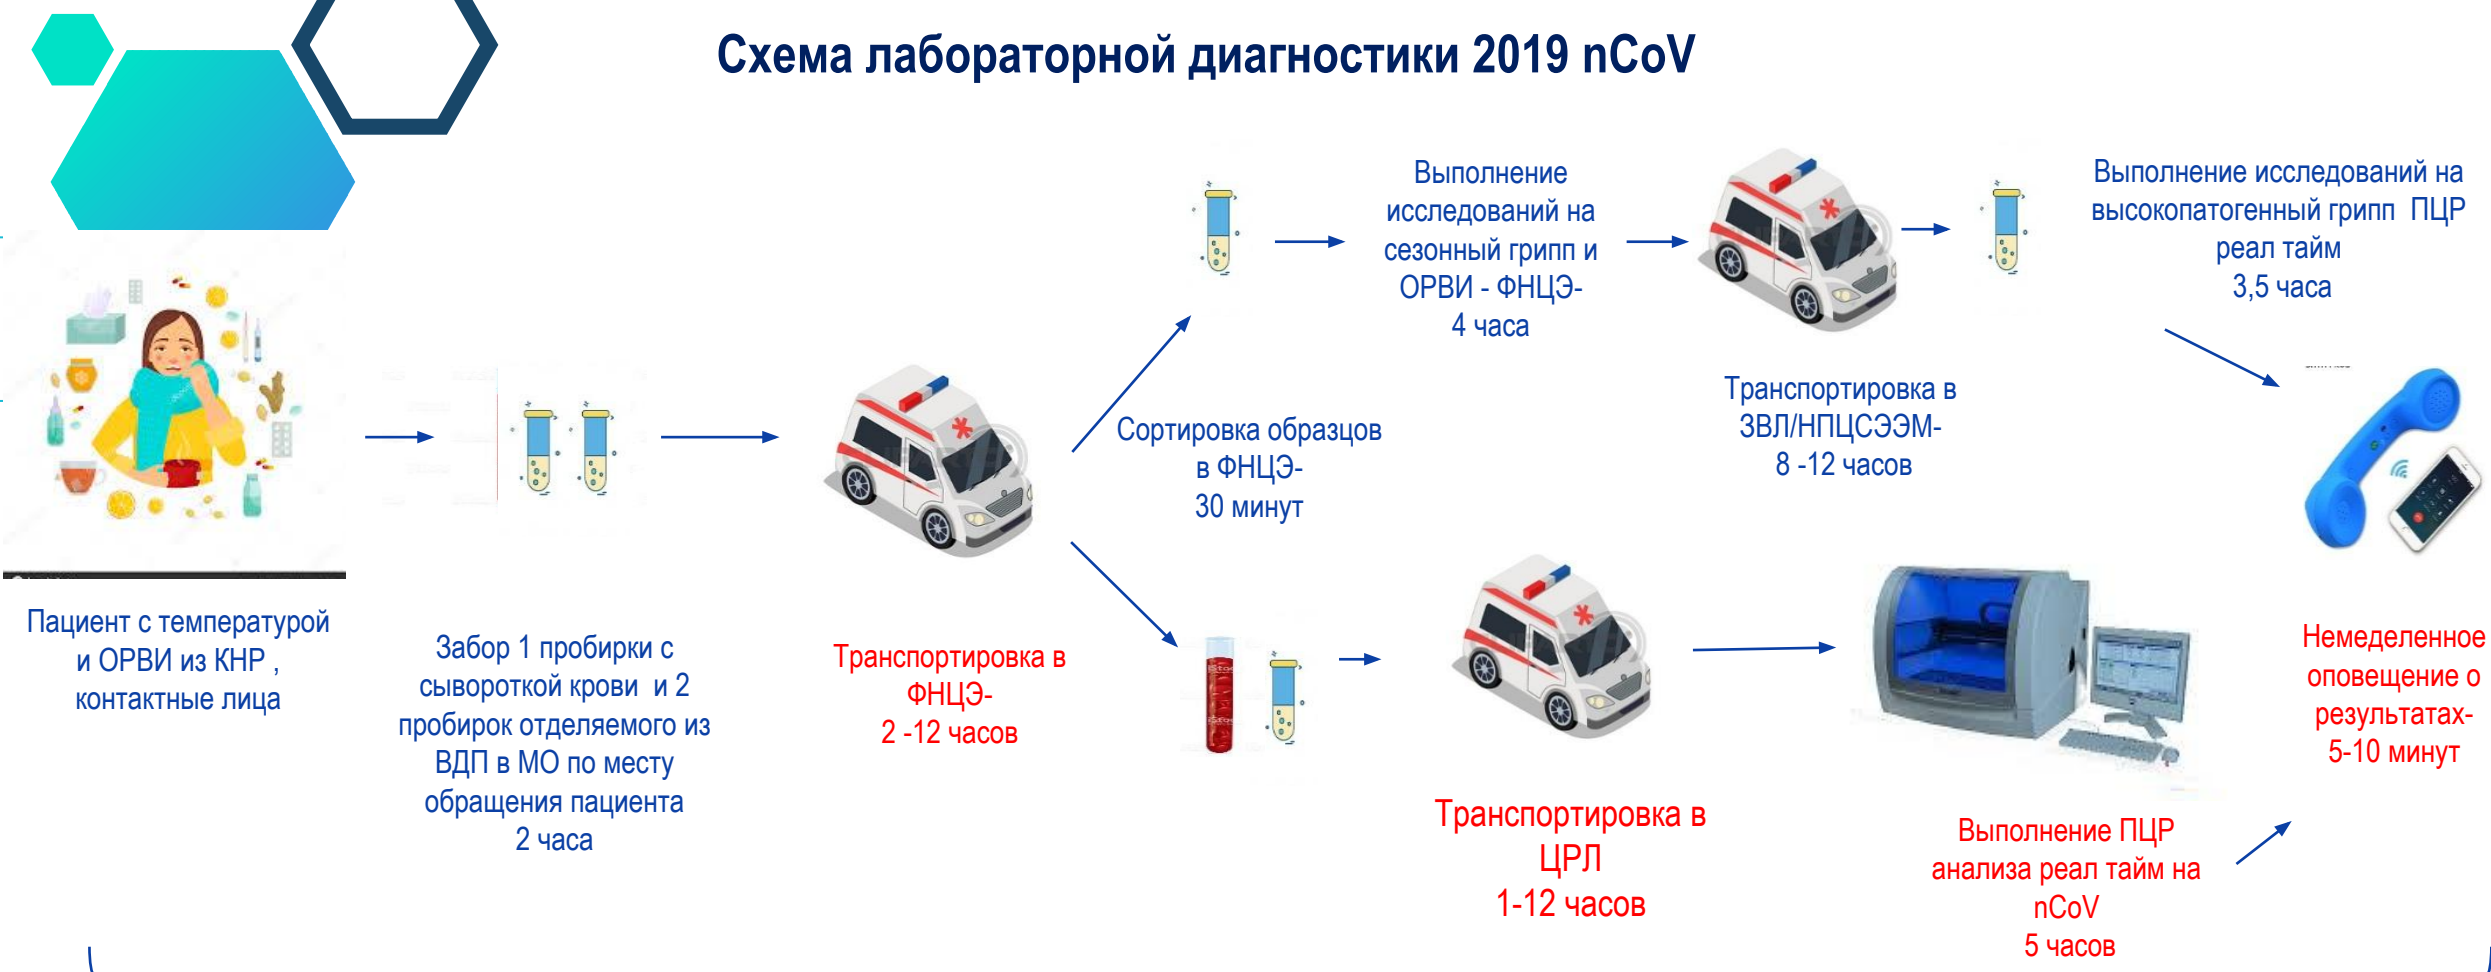 Схема лабораторной диагностики 2019 nCoV
Пациент с температурой
и ОРВИ из КНР ,
контактные лица
Забор 1 пробирки с
сывороткой крови и 2
пробирок отделяемого из
ВДП в МО по месту
обращения пациента
2 часа
Транспортировка в
ФНЦЭ-
2 -12 часов
Сортировка образцов
в ФНЦЭ-
30 минут
Выполнение
исследований на
сезонный грипп и
ОРВИ - ФНЦЭ-
4 часа
Транспортировка в
ЗВЛ/НПЦСЭЭМ-
8 -12 часов
Выполнение исследований на
высокопатогенный грипп ПЦР
реал тайм
3,5 часа
Транспортировка в
ЦРЛ
1-12 часов
Выполнение ПЦР
анализа реал тайм на
nCoV
5 часов
Немеделенное
оповещение о
результатах-
5-10 минут